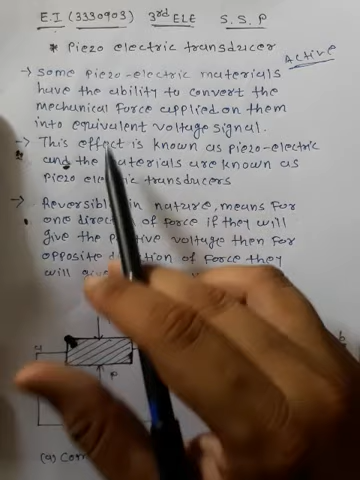 E.I (3330903) 3rd ELE S. S. P
* Piezo electric transducer
Active
→ Some Piezo-electric materials
have the ability to convert the
mechanical Force applied on them
into equivalent voltage signal.
→ This effect is known as Piezo-electric
and the materials are known as
Piezo electric transducers
→ Reversible in nature, means for
one direction of force if they will
give the positive voltage then For
opposite direction of Force they
will
P
(a) Com